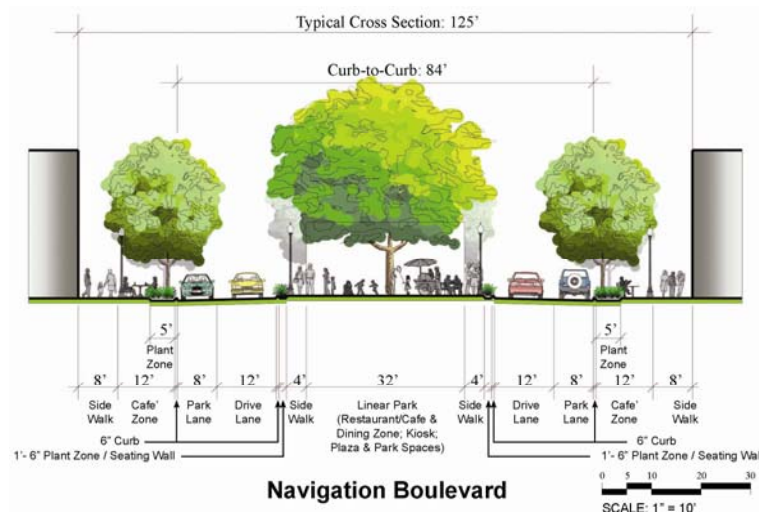 Typical Cross Section: 125'
Curb-to-Curb: 84'
5'
Plant
Zone
5'
Plant
Zone
8' 12' 8' 12' 4' 32' 4' 12' 8' 12' 8'
Side
Walk
Cafe'
Zone
Park
Lane
Drive
Lane
Side
Walk
Linear Park
(Restaurant/Cafe &
Dining Zone; Kiosk;
Plaza & Park Spaces)
Side
Walk
Drive
Lane
Park
Lane
Cafe'
Zone
Side
Walk
6" Curb
1'- 6" Plant Zone / Seating Wall
6" Curb
1'- 6" Plant Zone / Seating Wall
Navigation Boulevard
0 5 10 20 30
SCALE: 1" = 10'